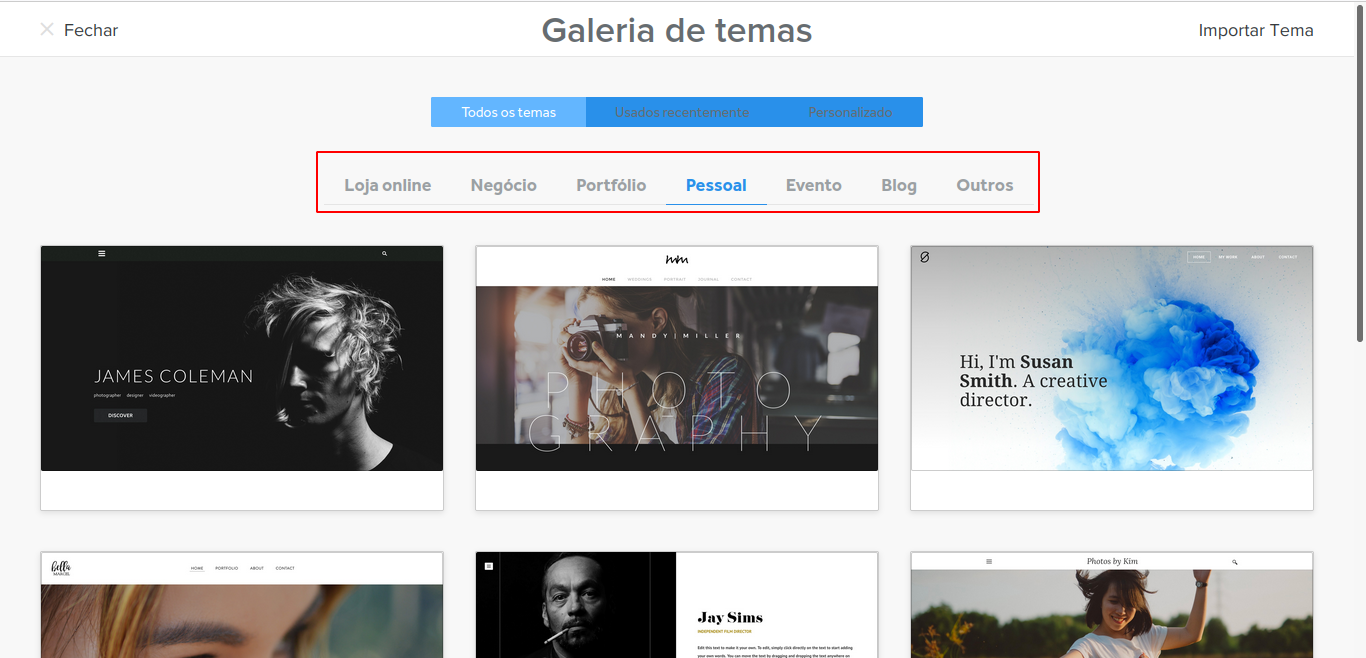 Fechar
Galeria de temas
Importar Tema
Todos os temas
Usados recentemente
Personalizado
Loja online
Negócio
Portfólio
Pessoal
Evento
Blog
Outros
JAMES COLEMAN
photographer designer videographer
DISCOVER
HOME WEDDINGS PORTRAIT JOURNAL CONTACT
MANDY|MILLER
PHOTO
GRAPHY
HOME MY WORK ABOUT CONTACT
Hi, I'm Susan
Smith. A creative
director.
bella
HOME PORTFOLIO ABOUT CONTACT
Jay Sims
INDEPENDENT FILM DIRECTOR
Edit this text to make it your own. To edit, simply click directly on the text to start adding
your own words. You can move the text by dragging and dropping the text anywhere on
Photos by Kim